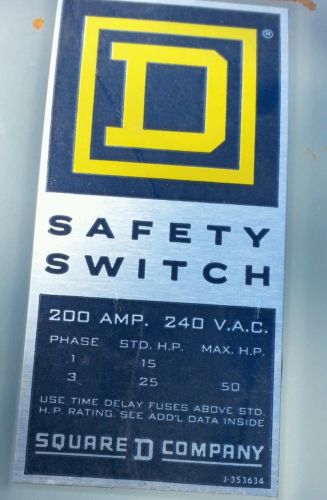 D ®
SAFETY
SWITCH
200 AMP. 240 V.A.C.
PHASE STD. H.P. MAX. H.P.
1 15
3 25 50
USE TIME DELAY FUSES ABOVE STD.
H.P. RATING. SEE ADD'L DATA INSIDE
SQUARE D COMPANY
J-353634